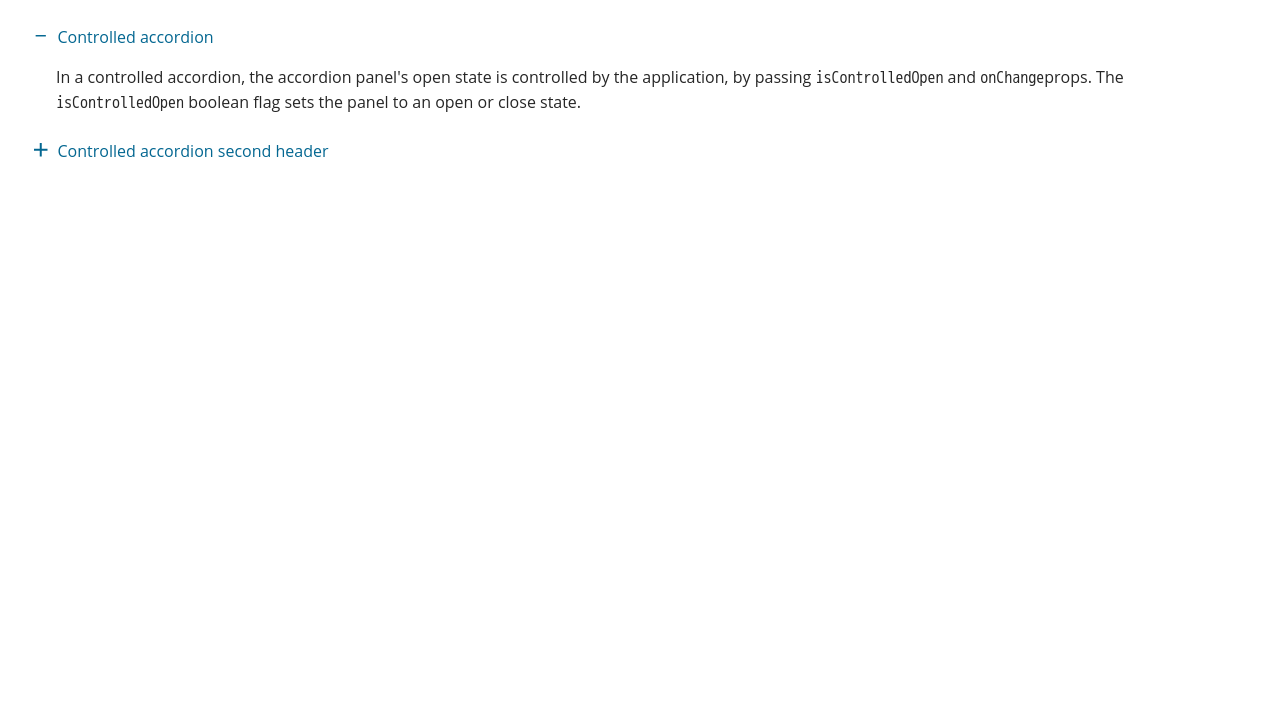 Controlled accordion
In a controlled accordion, the accordion panel's open state is controlled by the application, by passing isControlledOpen and onChangeprops. The
isControlledOpen boolean flag sets the panel to an open or close state.
Controlled accordion second header